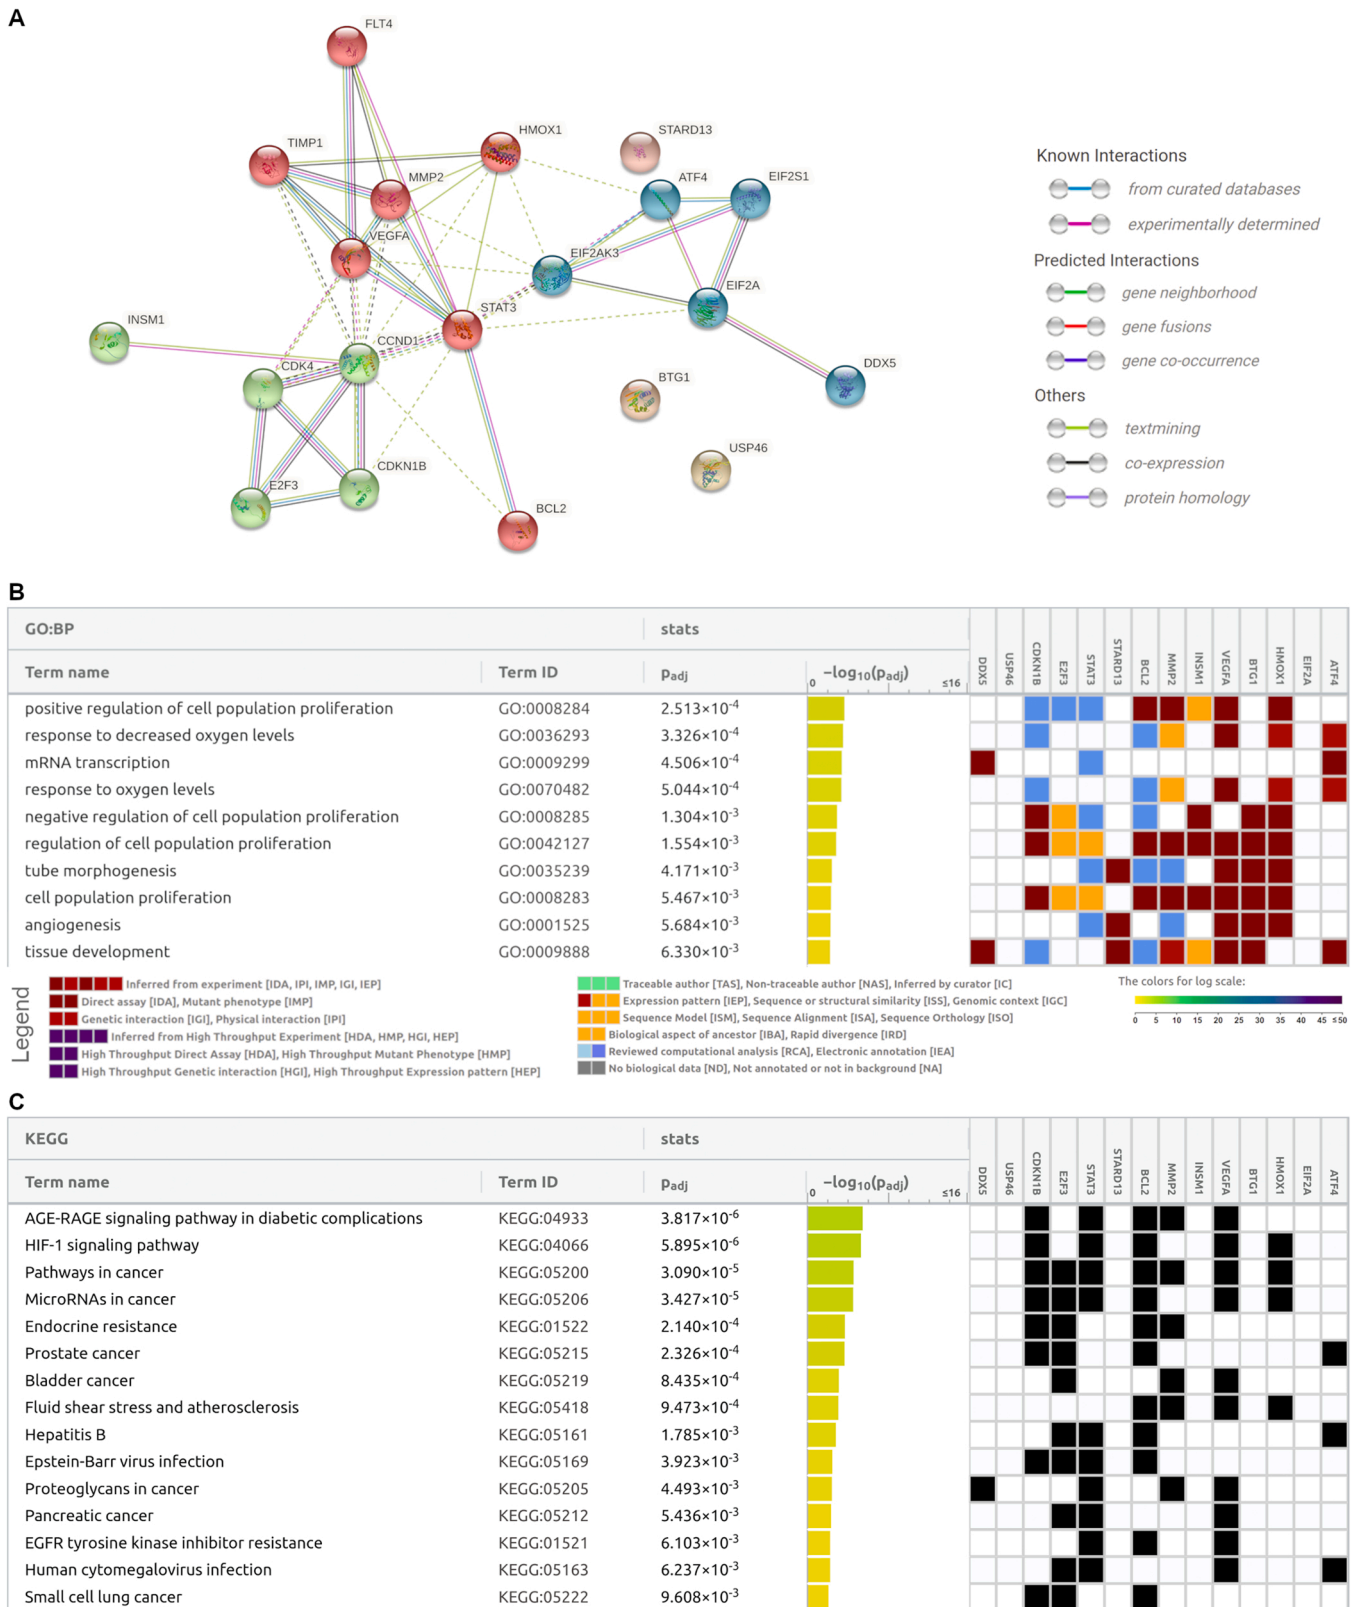 A
FLT4
TIMP1
HMOX1
STARD13
MMP2
ATF4
EIF2S1
VEGFA
EIF2AK3
EIF2A
STAT3
INSM1
CCND1
CDK4
DDX5
BTG1
CDKN1B
E2F3
USP46
BCL2
Known Interactions
from curated databases
experimentally determined
Predicted Interactions
gene neighborhood
gene fusions
gene co-occurrence
Others
textmining
co-expression
protein homology
B
GO:BP stats
Term name Term ID padj −log10(padj)
0 ≤16
DDX5 USP46 CDKN1B E2F3 STAT3 STARD13 BCL2 MMP2 INSM1 VEGFA BTG1 HMOX1 EIF2A ATF4
positive regulation of cell population proliferation GO:0008284 2.513×10-4
response to decreased oxygen levels GO:0036293 3.326×10-4
mRNA transcription GO:0009299 4.506×10-4
response to oxygen levels GO:0070482 5.044×10-4
negative regulation of cell population proliferation GO:0008285 1.304×10-3
regulation of cell population proliferation GO:0042127 1.554×10-3
tube morphogenesis GO:0035239 4.171×10-3
cell population proliferation GO:0008283 5.467×10-3
angiogenesis GO:0001525 5.684×10-3
tissue development GO:0009888 6.330×10-3
Legend
Inferred from experiment [IDA, IPI, IMP, IGI, IEP]
Direct assay [IDA], Mutant phenotype [IMP]
Genetic interaction [IGI], Physical interaction [IPI]
Inferred from High Throughput Experiment [HDA, HMP, HGI, HEP]
High Throughput Direct Assay [HDA], High Throughput Mutant Phenotype [HMP]
High Throughput Genetic interaction [HGI], High Throughput Expression pattern [HEP]
Traceable author [TAS], Non-traceable author [NAS], Inferred by curator [IC]
Expression pattern [IEP], Sequence or structural similarity [ISS], Genomic context [IGC]
Sequence Model [ISM], Sequence Alignment [ISA], Sequence Orthology [ISO]
Biological aspect of ancestor [IBA], Rapid divergence [IRD]
Reviewed computational analysis [RCA], Electronic annotation [IEA]
No biological data [ND], Not annotated or not in background [NA]
The colors for log scale:
0 5 10 15 20 25 30 35 40 45 ≤50
C
KEGG stats
Term name Term ID padj −log10(padj)
0 ≤16
DDX5 USP46 CDKN1B E2F3 STAT3 STARD13 BCL2 MMP2 INSM1 VEGFA BTG1 HMOX1 EIF2A ATF4
AGE-RAGE signaling pathway in diabetic complications KEGG:04933 3.817×10-6
HIF-1 signaling pathway KEGG:04066 5.895×10-6
Pathways in cancer KEGG:05200 3.090×10-5
MicroRNAs in cancer KEGG:05206 3.427×10-5
Endocrine resistance KEGG:01522 2.140×10-4
Prostate cancer KEGG:05215 2.326×10-4
Bladder cancer KEGG:05219 8.435×10-4
Fluid shear stress and atherosclerosis KEGG:05418 9.473×10-4
Hepatitis B KEGG:05161 1.785×10-3
Epstein-Barr virus infection KEGG:05169 3.923×10-3
Proteoglycans in cancer KEGG:05205 4.493×10-3
Pancreatic cancer KEGG:05212 5.436×10-3
EGFR tyrosine kinase inhibitor resistance KEGG:01521 6.103×10-3
Human cytomegalovirus infection KEGG:05163 6.237×10-3
Small cell lung cancer KEGG:05222 9.608×10-3